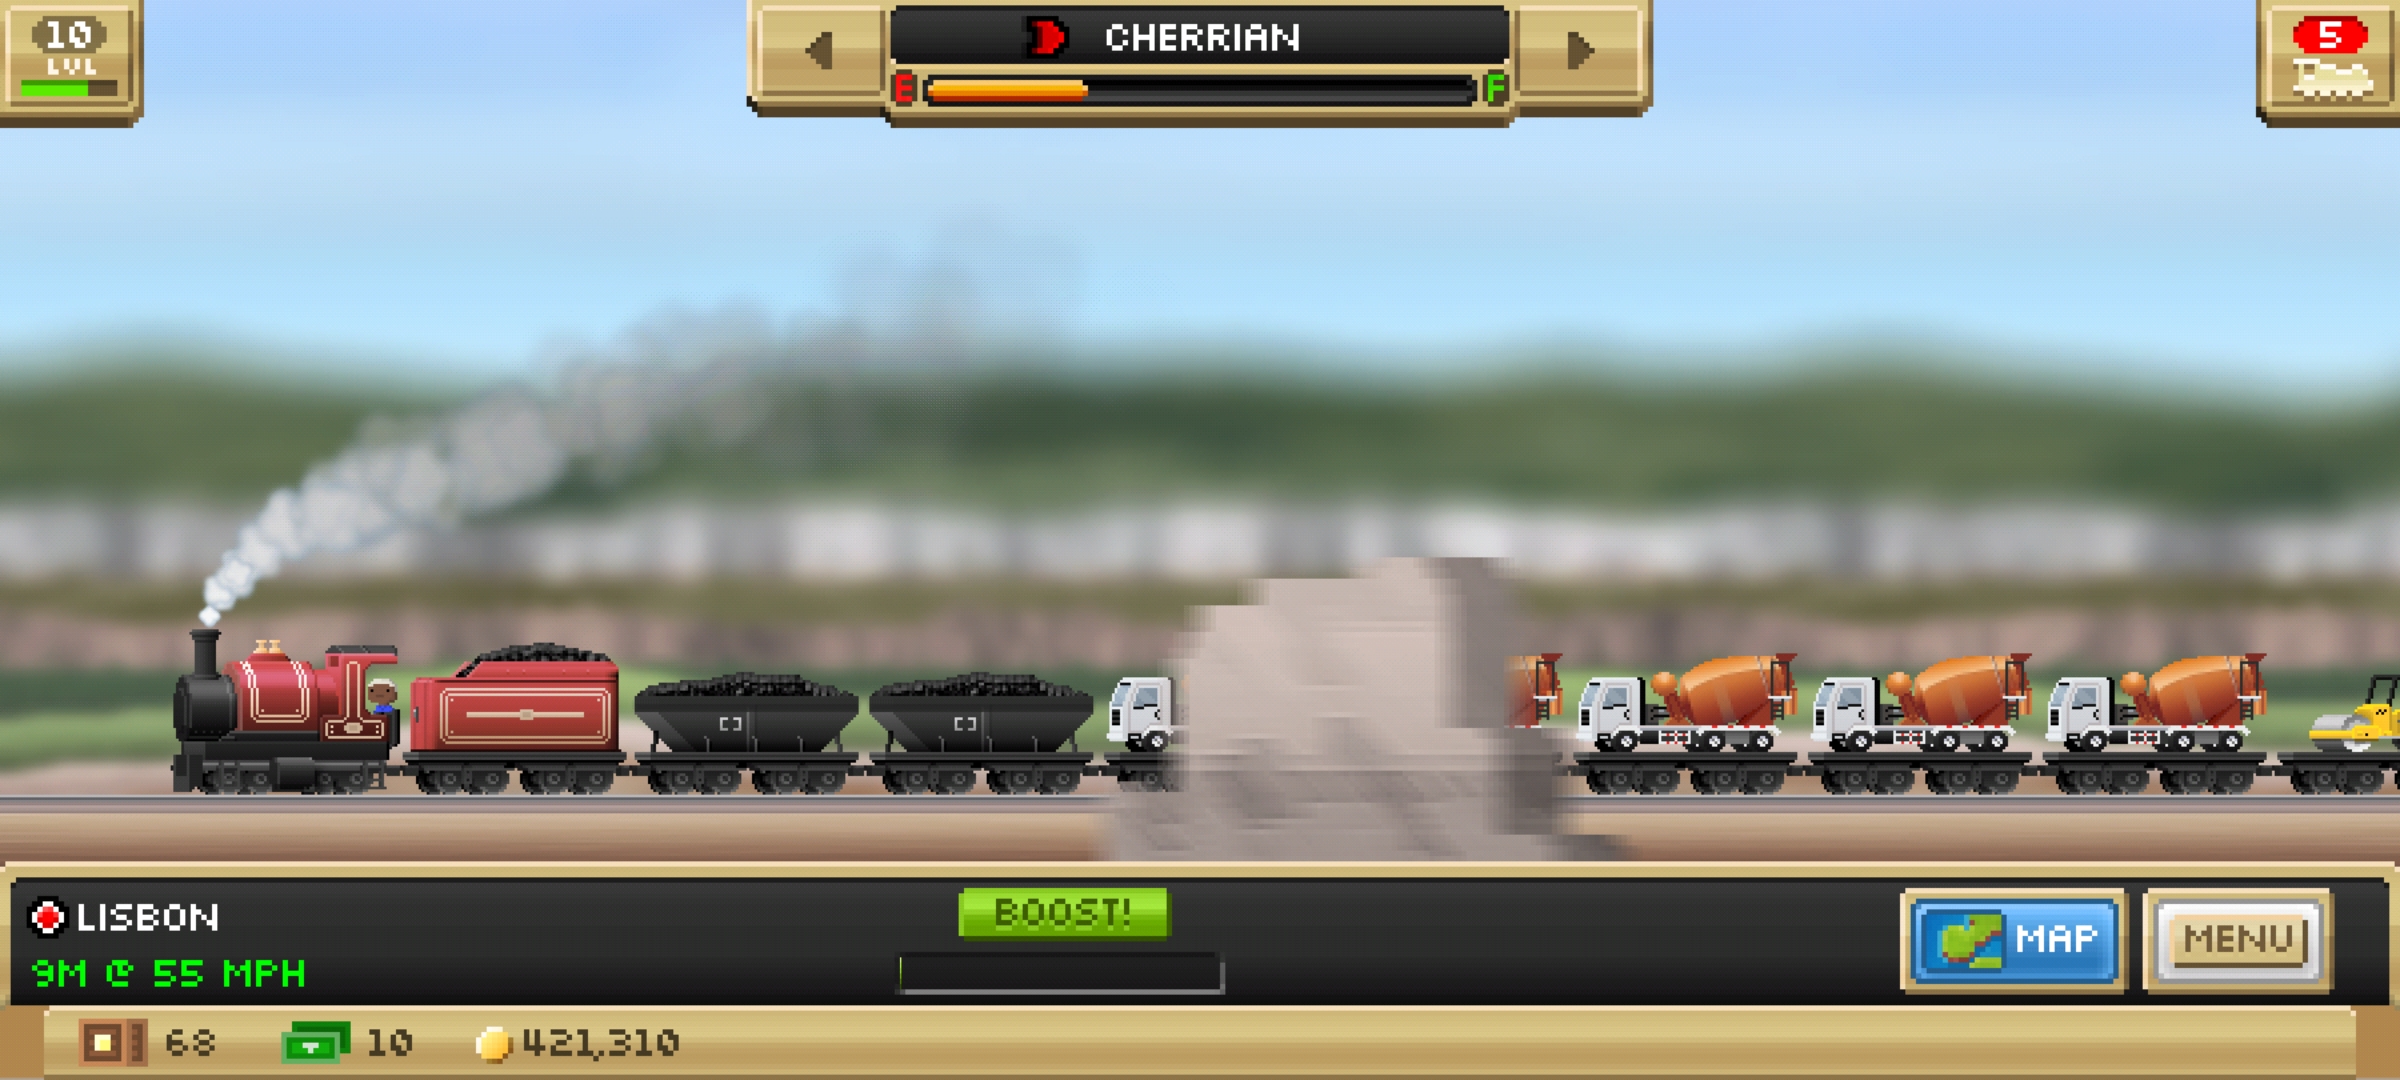 10
LVL
CHERRIAN
E F
5
LISBON
9M @ 55 MPH
BOOST!
MAP
MENU
68
10
421,310